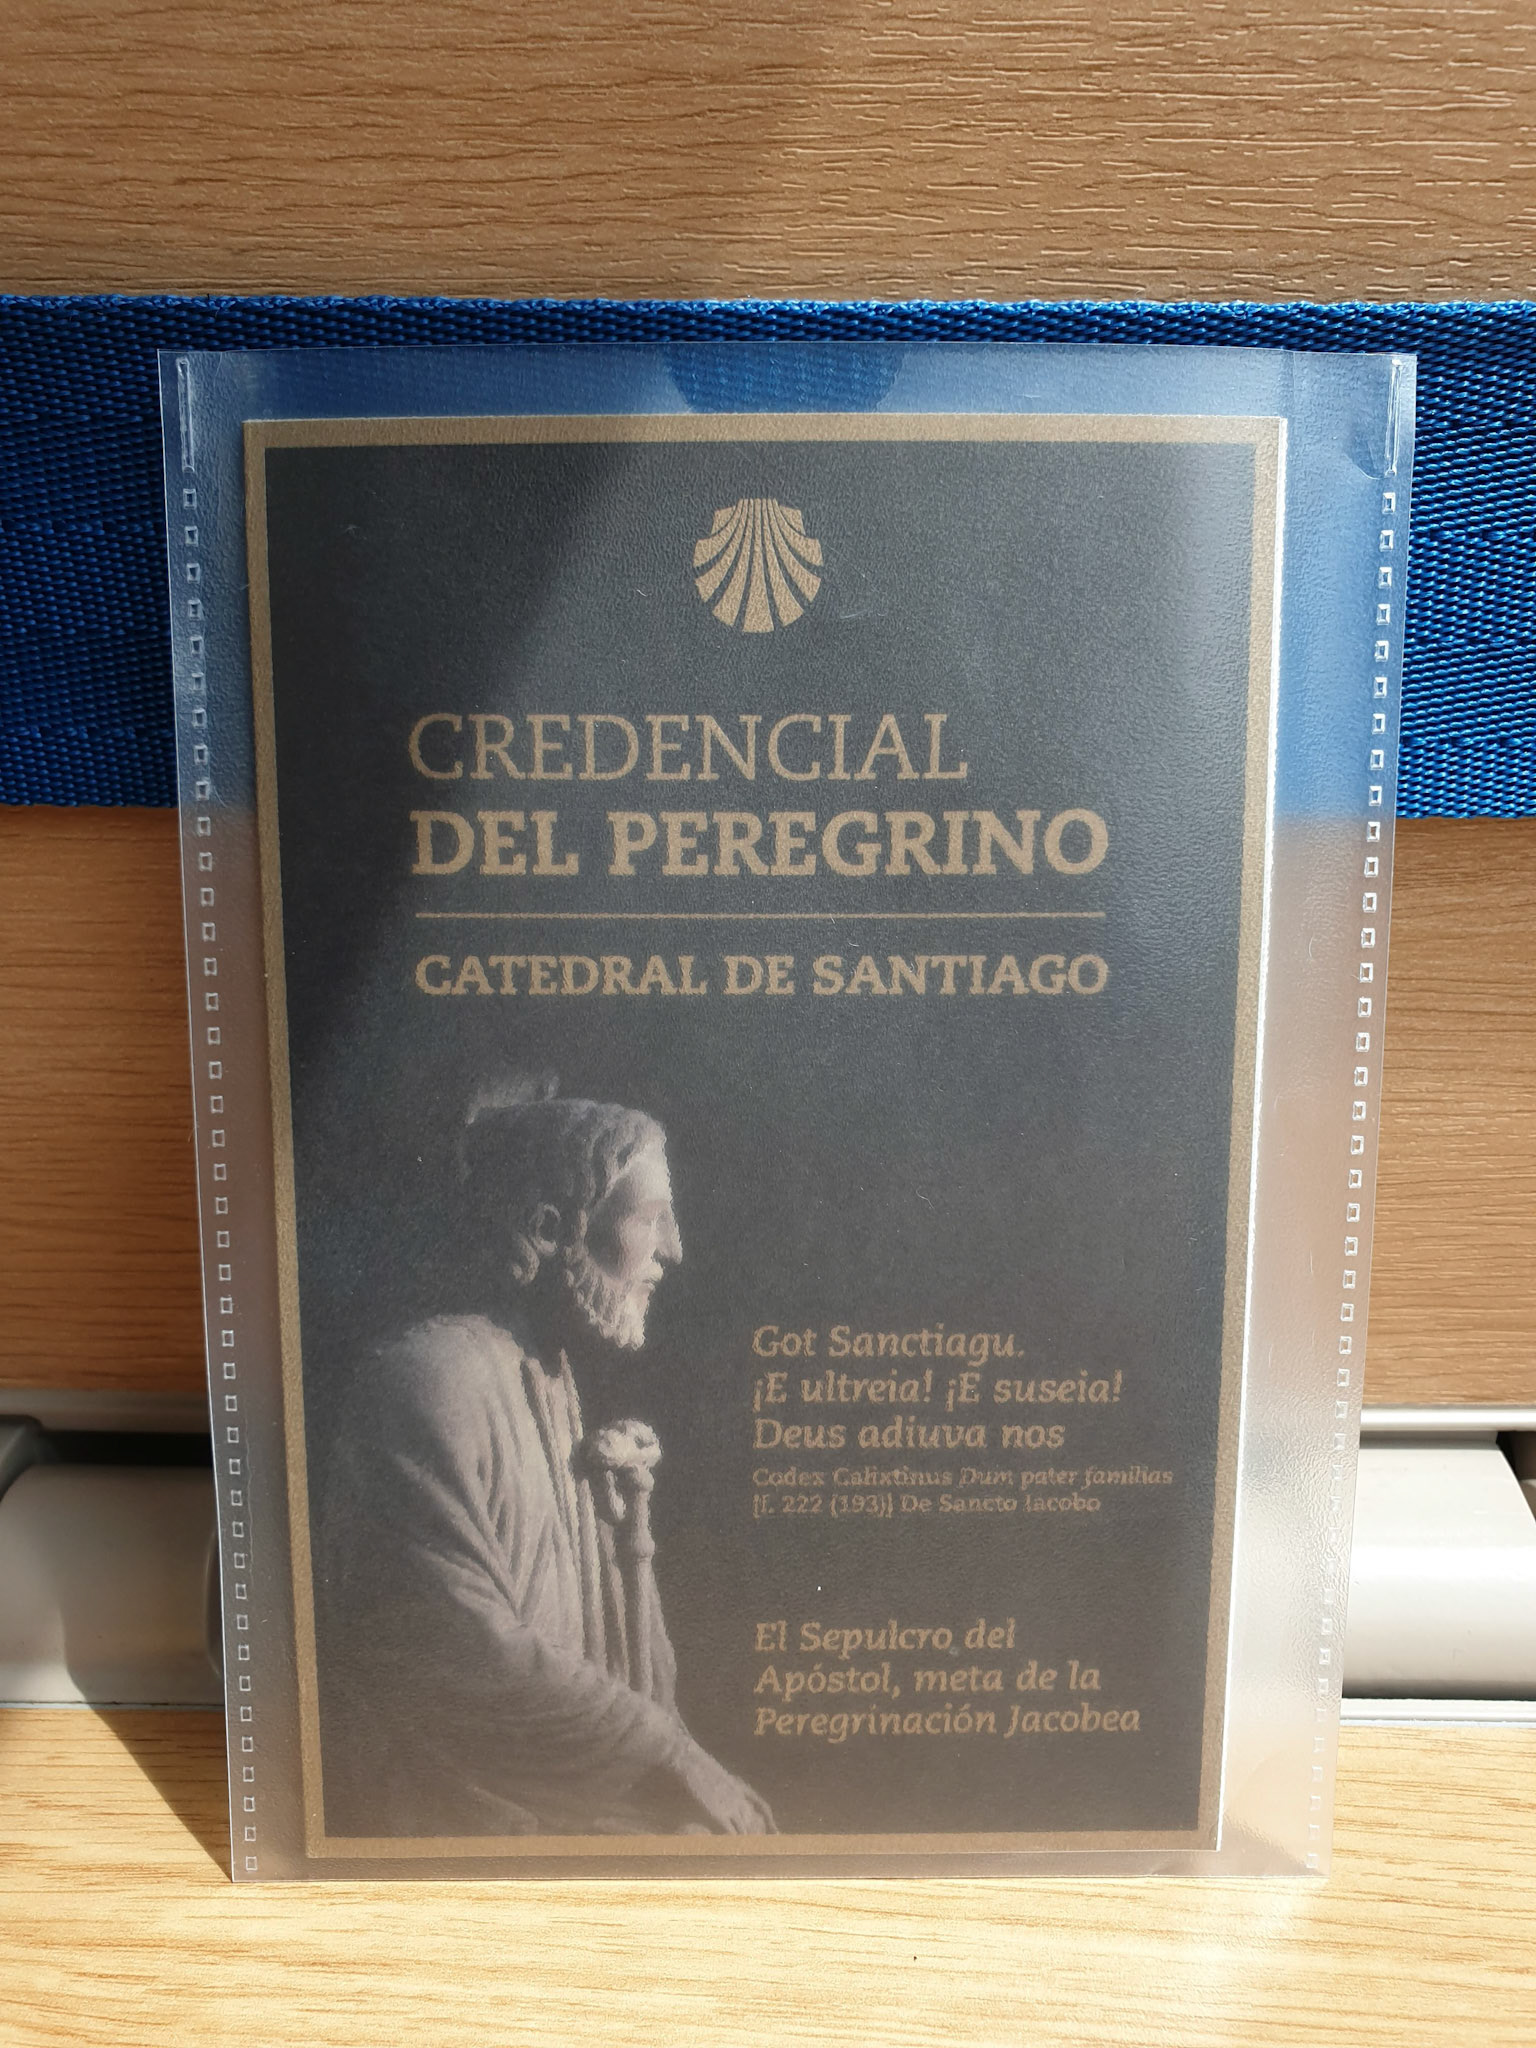 CREDENCIAL
DEL PEREGRINO
CATEDRAL DE SANTIAGO
Got Sanctiagu.
¡E ultreia! ¡E suseia!
Deus adiuva nos
Codex Calixtinus Dum pater familias
[f. 222 (193)] De Sancto Iacobo
El Sepulcro del
Apóstol, meta de la
Peregrinación Jacobea